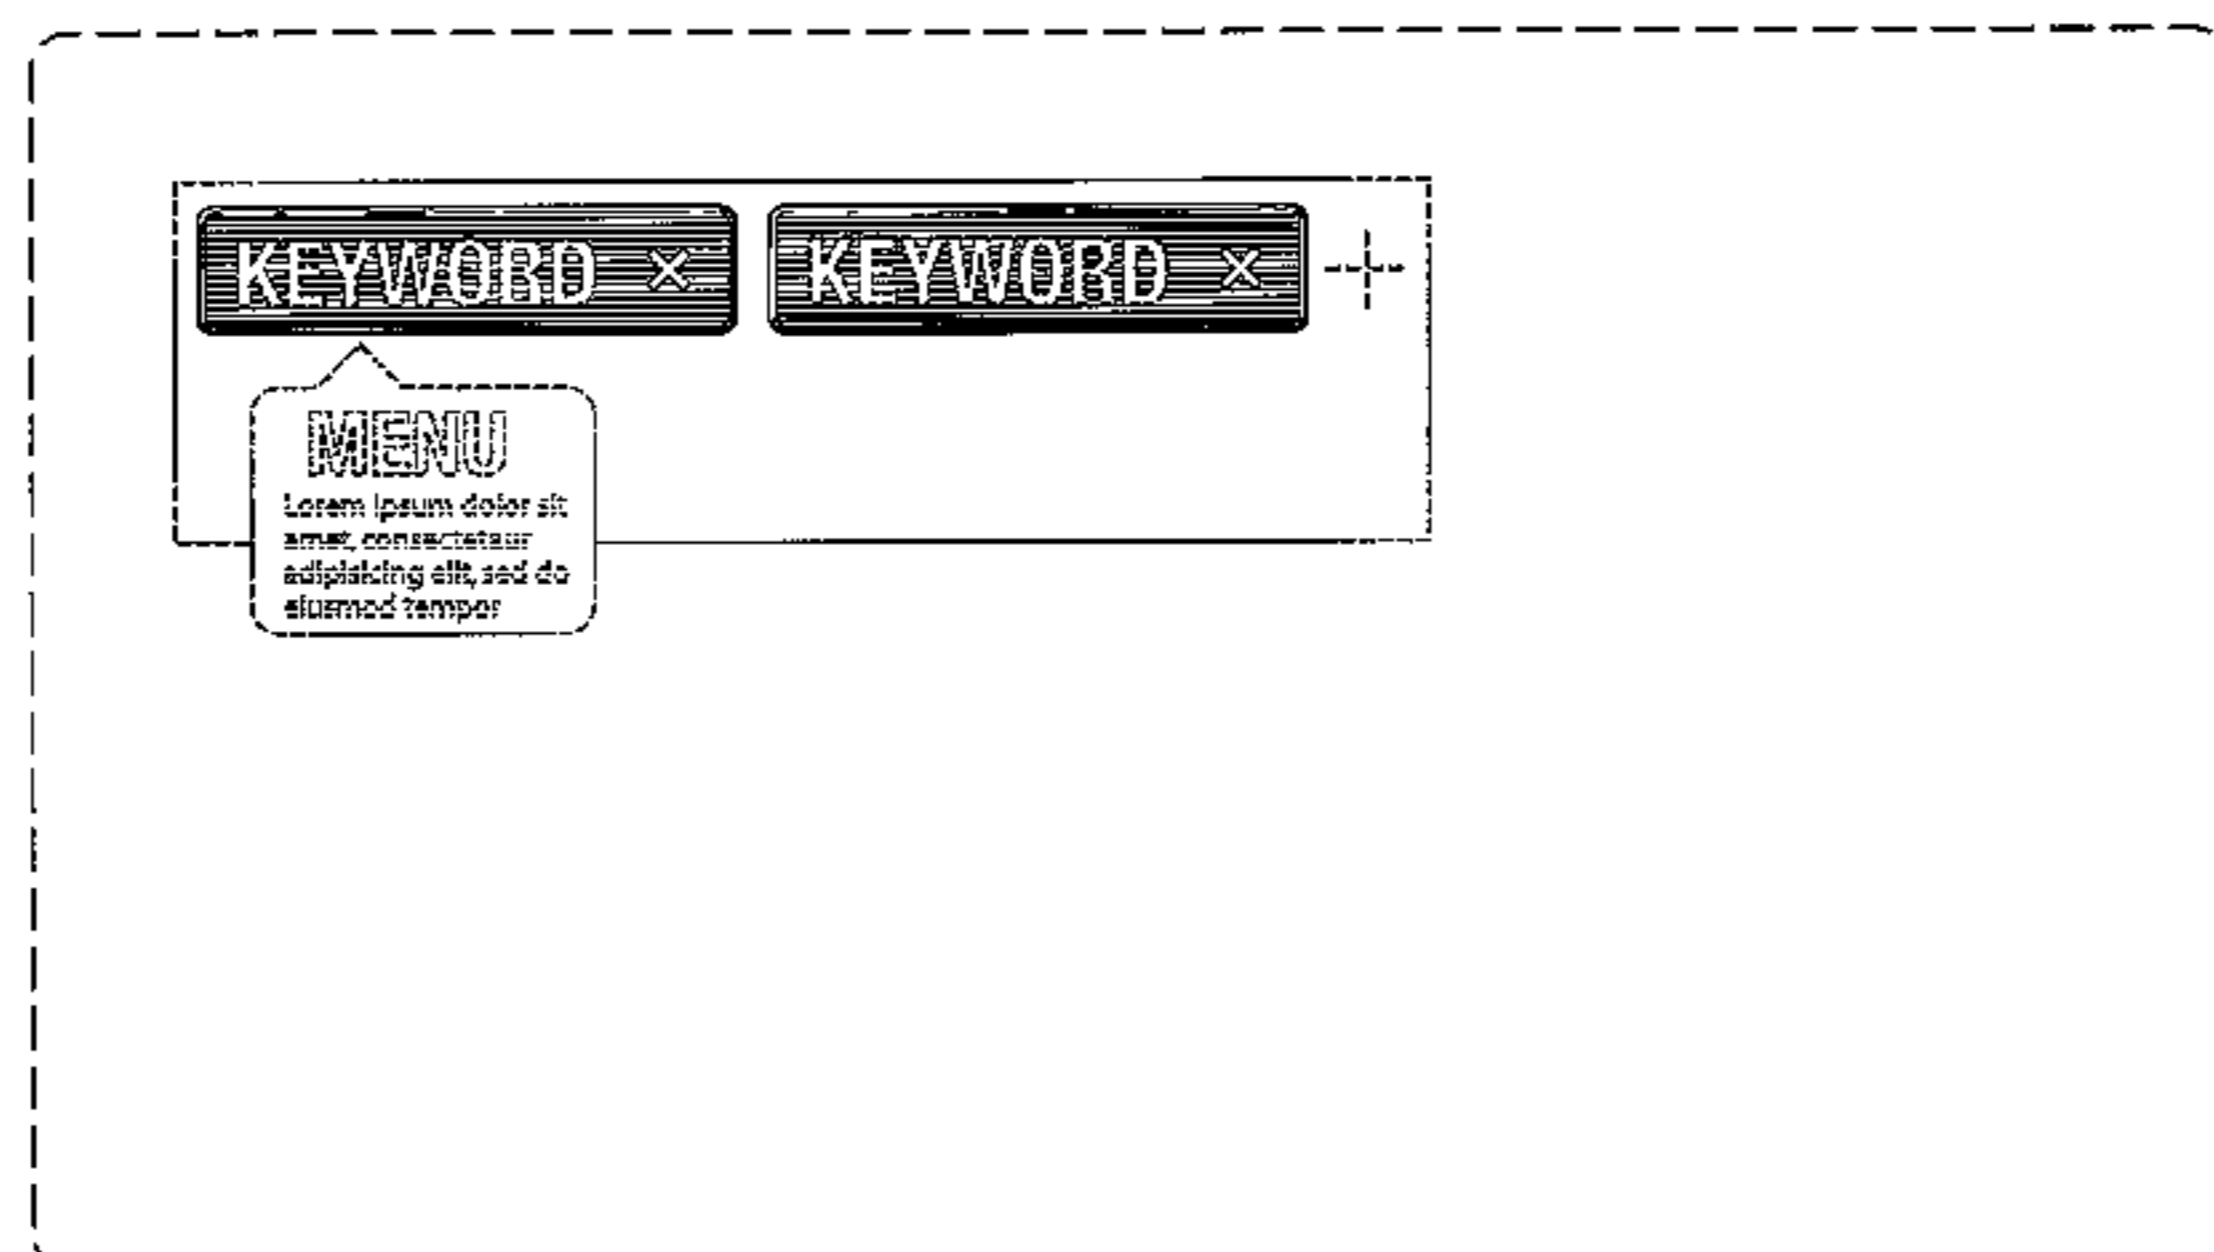 KEYWORD × KEYWORD ×
MENU
Lorem ipsum dolor sit
amet, consectetaur
adipisicing elit, sed do
eiusmod tempor